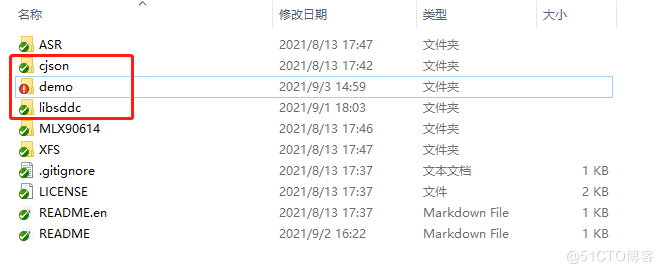 名称 修改日期 类型 大小
ASR 2021/8/13 17:47 文件夹
cjson 2021/8/13 17:42 文件夹
demo 2021/9/3 14:59 文件夹
libsddc 2021/9/1 18:03 文件夹
MLX90614 2021/8/13 17:46 文件夹
XFS 2021/8/13 17:47 文件夹
.gitignore 2021/8/13 17:37 文本文档 1 KB
LICENSE 2021/8/13 17:37 文件 2 KB
README.en 2021/8/13 17:37 Markdown File 1 KB
README 2021/9/2 16:22 Markdown File 1 KB
@51CTO博客